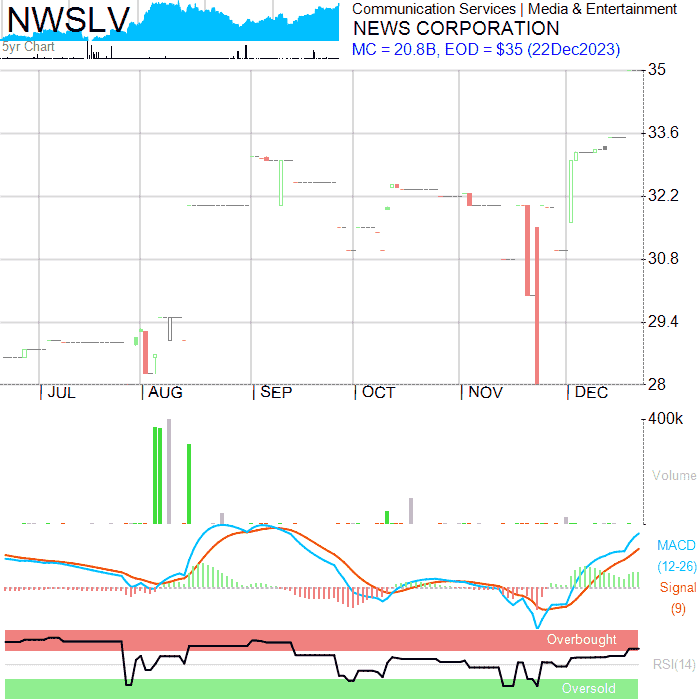 NWSLV
5yr Chart
Communication Services | Media & Entertainment
NEWS CORPORATION
MC = 20.8B, EOD = $35 (22Dec2023)
35
33.6
32.2
30.8
29.4
28
JUL
AUG
SEP
OCT
NOV
DEC
400k
Volume
MACD
(12-26)
Signal
(9)
Overbought
RSI(14)
Oversold